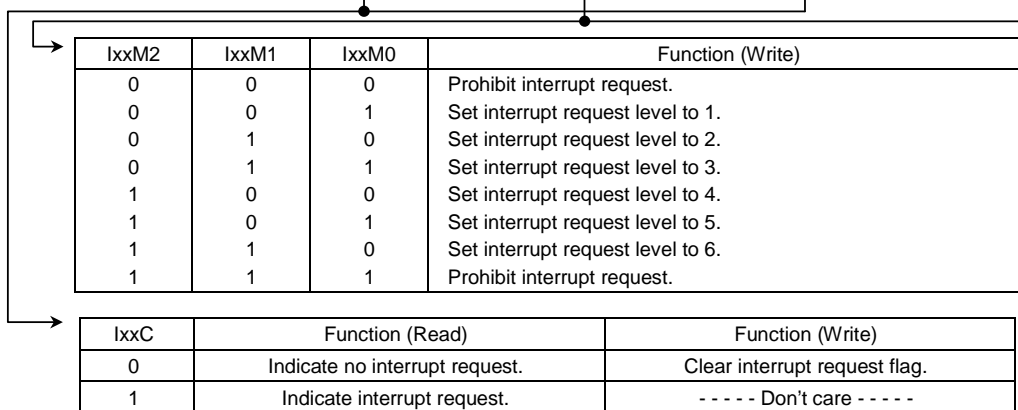 IxxM2 IxxM1 IxxM0 Function (Write)
0 0 0 Prohibit interrupt request.
0 0 1 Set interrupt request level to 1.
0 1 0 Set interrupt request level to 2.
0 1 1 Set interrupt request level to 3.
1 0 0 Set interrupt request level to 4.
1 0 1 Set interrupt request level to 5.
1 1 0 Set interrupt request level to 6.
1 1 1 Prohibit interrupt request.
IxxC Function (Read) Function (Write)
0 Indicate no interrupt request. Clear interrupt request flag.
1 Indicate interrupt request. - - - - - Don't care - - - - -